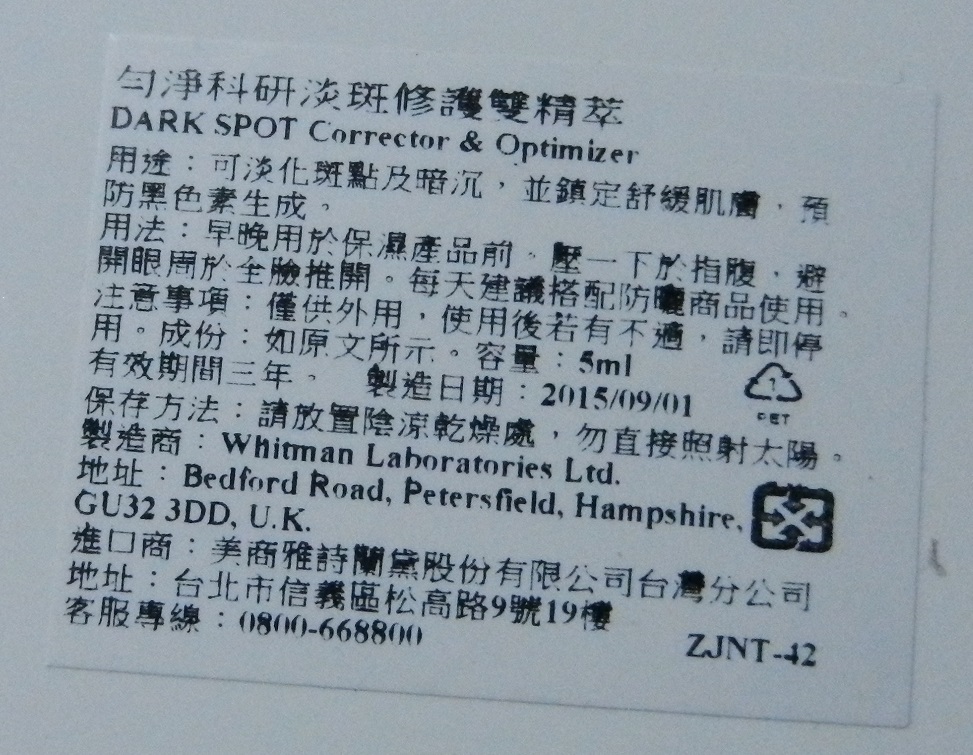 勻淨科研淡斑修護雙精萃
DARK SPOT Corrector & Optimizer
用途：可淡化斑點及暗沉，並鎮定舒緩肌膚，預
防黑色素生成。
用法：早晚用於保濕產品前，壓一下於指腹，避
開眼周於全臉推開。每天建議搭配防曬商品使用。
注意事項：僅供外用，使用後若有不適，請即停
用。成份：如原文所示。容量：5ml
有效期間三年。 製造日期：2015/09/01
1
PET
保存方法：請放置陰涼乾燥處，勿直接照射太陽。
製造商：Whitman Laboratories Ltd.
地址：Bedford Road, Petersfield, Hampshire,
GU32 3DD, U.K.
進口商：美商雅詩蘭黛股份有限公司台灣分公司
地址：台北市信義區松高路9號19樓
客服專線：0800-668800
ZJNT-42